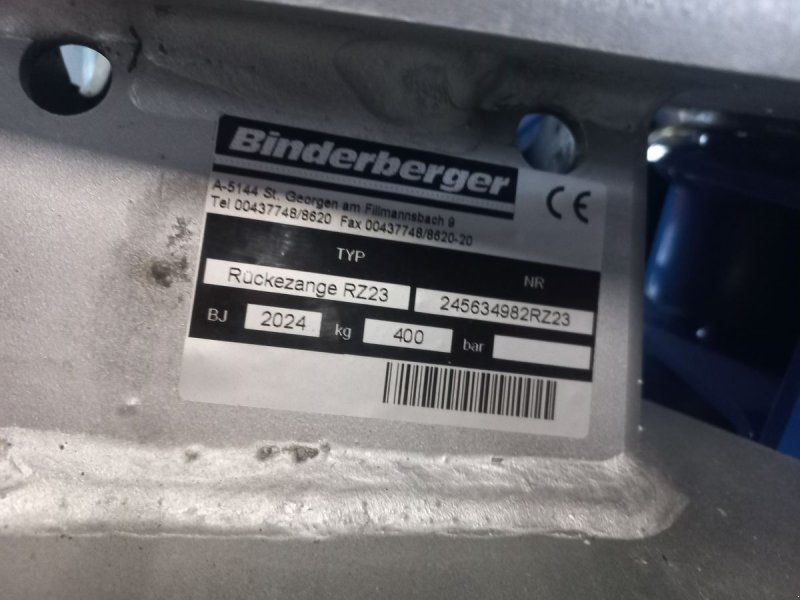 Binderberger
CE
A-5144 St. Georgen am Fillmannsbach 9
Tel 00437748/8620 Fax 00437748/8620-20
TYP NR
Rückezange RZ23 245634982RZ23
BJ 2024 kg 400 bar